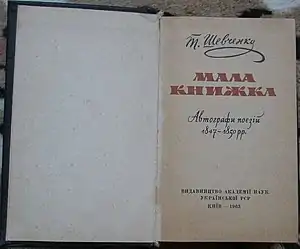 Т. Шевченко
МАЛА
КНИЖКА
Автографи поезій
1847–1850 рр.
ВИДАВНИЦТВО АКАДЕМІЇ НАУК
УКРАЇНСЬКОЇ РСР
КИЇВ — 1963